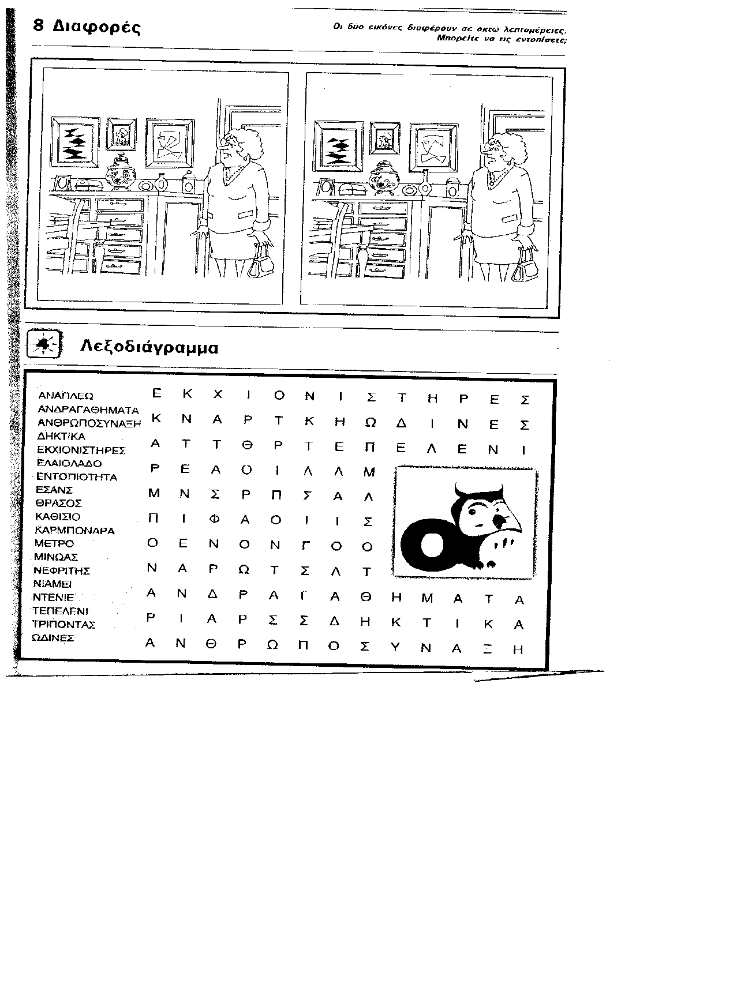 8 Διαφορές
Οι δύο εικόνες διαφέρουν σε οκτώ λεπτομέρειες.
Μπορείτε να τις εντοπίσετε;
4 Λεξοδιάγραμμα
ΑΝΑΠΛΕΩ
ΑΝΔΡΑΓΑΘΗΜΑΤΑ
ΑΝΘΡΩΠΟΣΥΝΑΞΗ
ΔΗΚΤΙΚΑ
ΕΚΧΙΟΝΙΣΤΗΡΕΣ
ΕΛΑΙΟΛΑΔΟ
ΕΝΤΟΠΙΟΤΗΤΑ
ΕΣΑΝΣ
ΘΡΑΣΟΣ
ΚΑΘΙΣΙΟ
ΚΑΡΜΠΟΝΑΡΑ
ΜΕΤΡΟ
ΜΙΝΩΑΣ
ΝΕΦΡΙΤΗΣ
ΝΙΑΜΕΙ
ΝΤΕΝΙΕ
ΤΕΠΕΛΕΝΙ
ΤΡΙΠΟΝΤΑΣ
ΩΔΙΝΕΣ
Ε Κ Χ Ι Ο Ν Ι Σ Τ Η Ρ Ε Σ
Κ Ν Α Ρ Τ Κ Η Ω Δ Ι Ν Ε Σ
Α Τ Τ Θ Ρ Τ Ε Π Ε Λ Ε Ν Ι
Ρ Ε Α Ο Ι Λ Λ Μ
Μ Ν Σ Ρ Π Σ Α Λ
Π Ι Φ Α Ο Ι Ι Σ
Ο Ε Ν Ο Ν Γ Ο Ο
Ν Α Ρ Ω Τ Σ Λ Τ
Α Ν Δ Ρ Α Γ Α Θ Η Μ Α Τ Α
Ρ Ι Α Ρ Σ Σ Δ Η Κ Τ Ι Κ Α
Α Ν Θ Ρ Ω Π Ο Σ Υ Ν Α Ξ Η